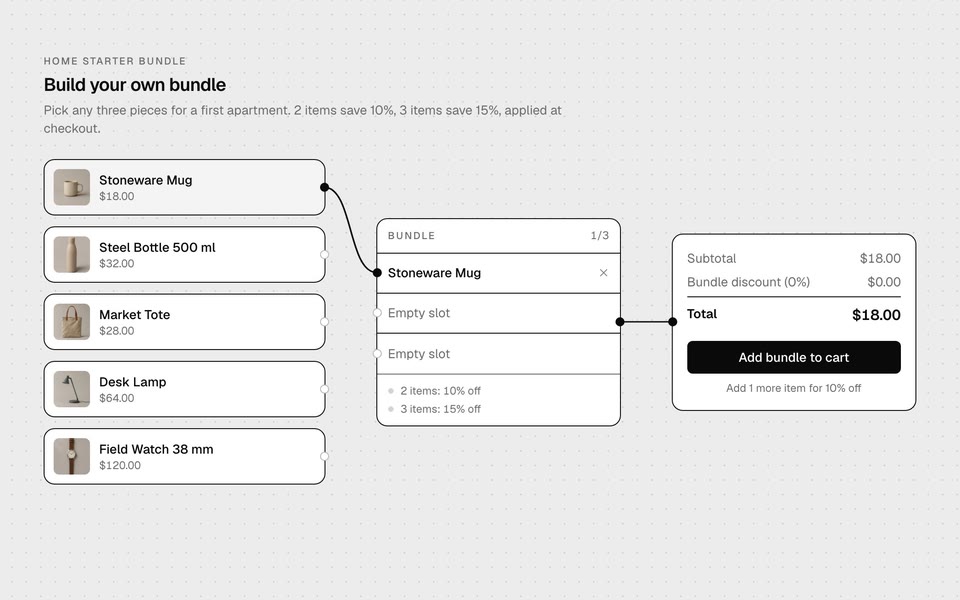 HOME STARTER BUNDLE
Build your own bundle
Pick any three pieces for a first apartment. 2 items save 10%, 3 items save 15%, applied at
checkout.
Stoneware Mug
$18.00
Steel Bottle 500 ml
$32.00
Market Tote
$28.00
Desk Lamp
$64.00
Field Watch 38 mm
$120.00
BUNDLE 1/3
Stoneware Mug ×
Empty slot
Empty slot
2 items: 10% off
3 items: 15% off
Subtotal $18.00
Bundle discount (0%) $0.00
Total $18.00
Add bundle to cart
Add 1 more item for 10% off